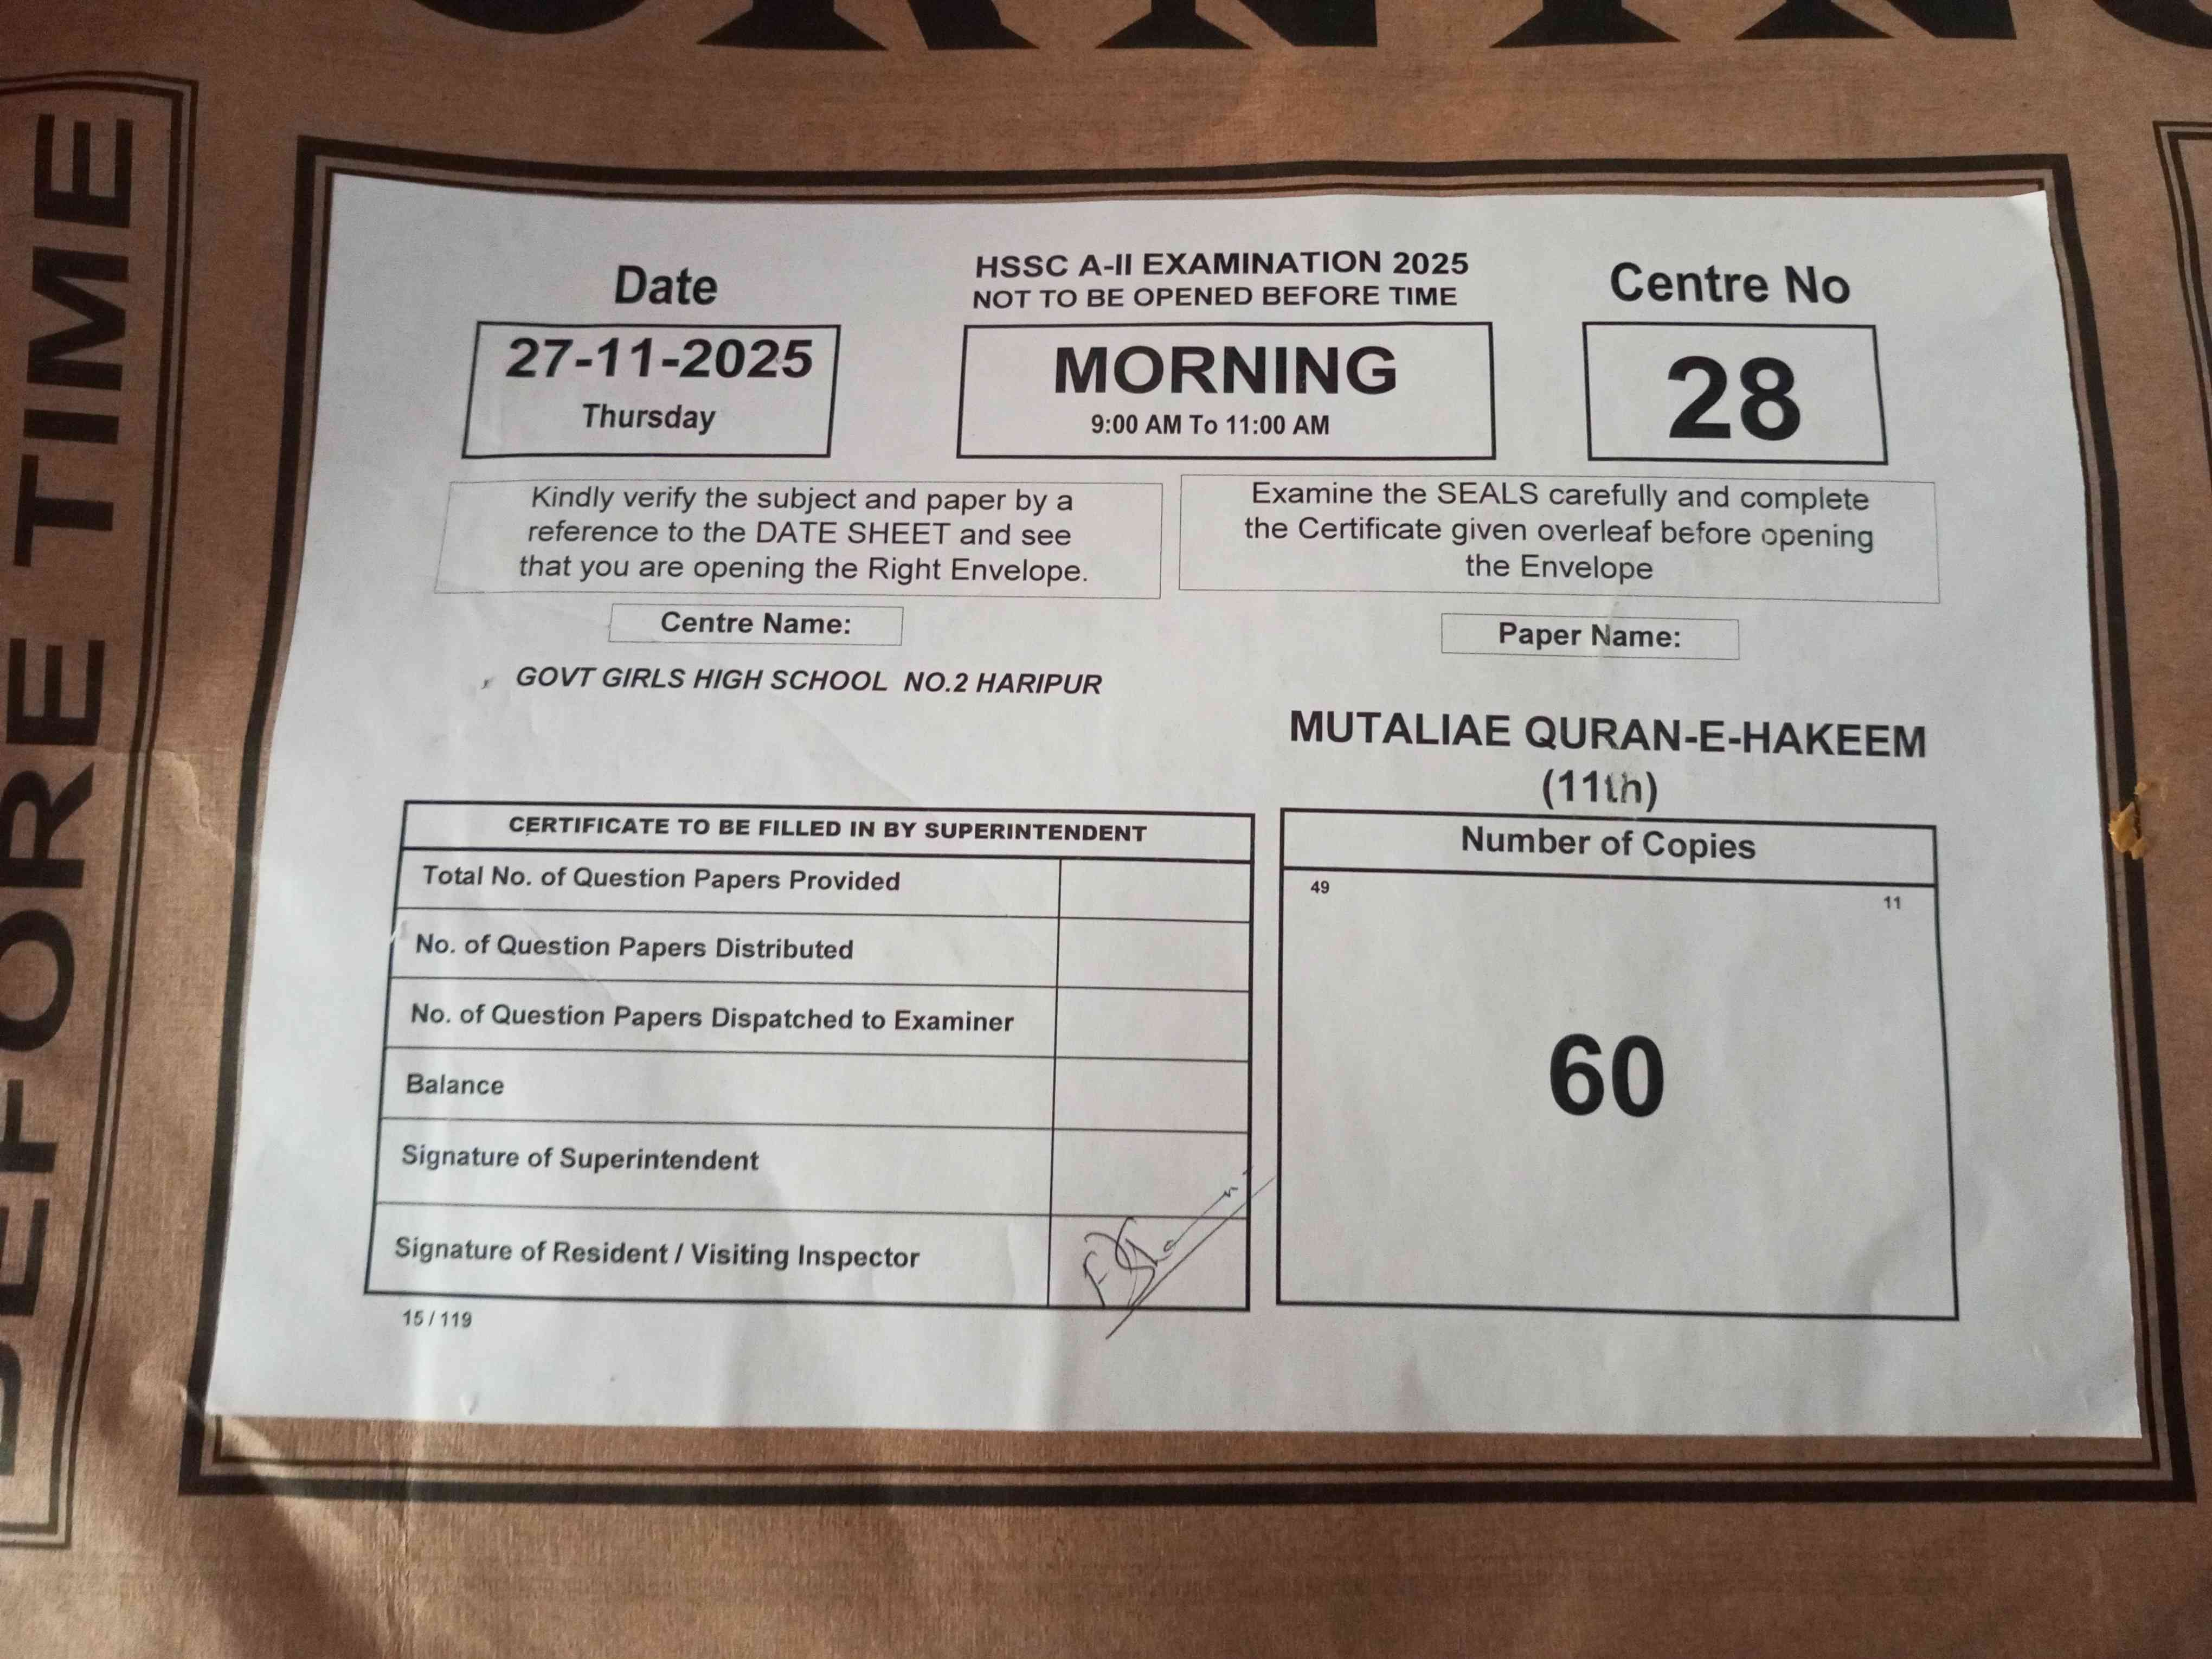 BEFORE TIME
Date
27-11-2025
Thursday
HSSC A-II EXAMINATION 2025
NOT TO BE OPENED BEFORE TIME
MORNING
9:00 AM To 11:00 AM
Centre No
28
Kindly verify the subject and paper by a
reference to the DATE SHEET and see
that you are opening the Right Envelope.
Examine the SEALS carefully and complete
the Certificate given overleaf before opening
the Envelope
Centre Name:
GOVT GIRLS HIGH SCHOOL NO.2 HARIPUR
Paper Name:
MUTALIAE QURAN-E-HAKEEM
(11th)
CERTIFICATE TO BE FILLED IN BY SUPERINTENDENT
Total No. of Question Papers Provided
No. of Question Papers Distributed
No. of Question Papers Dispatched to Examiner
Balance
Signature of Superintendent
Signature of Resident / Visiting Inspector
15 / 119
Number of Copies
49
11
60